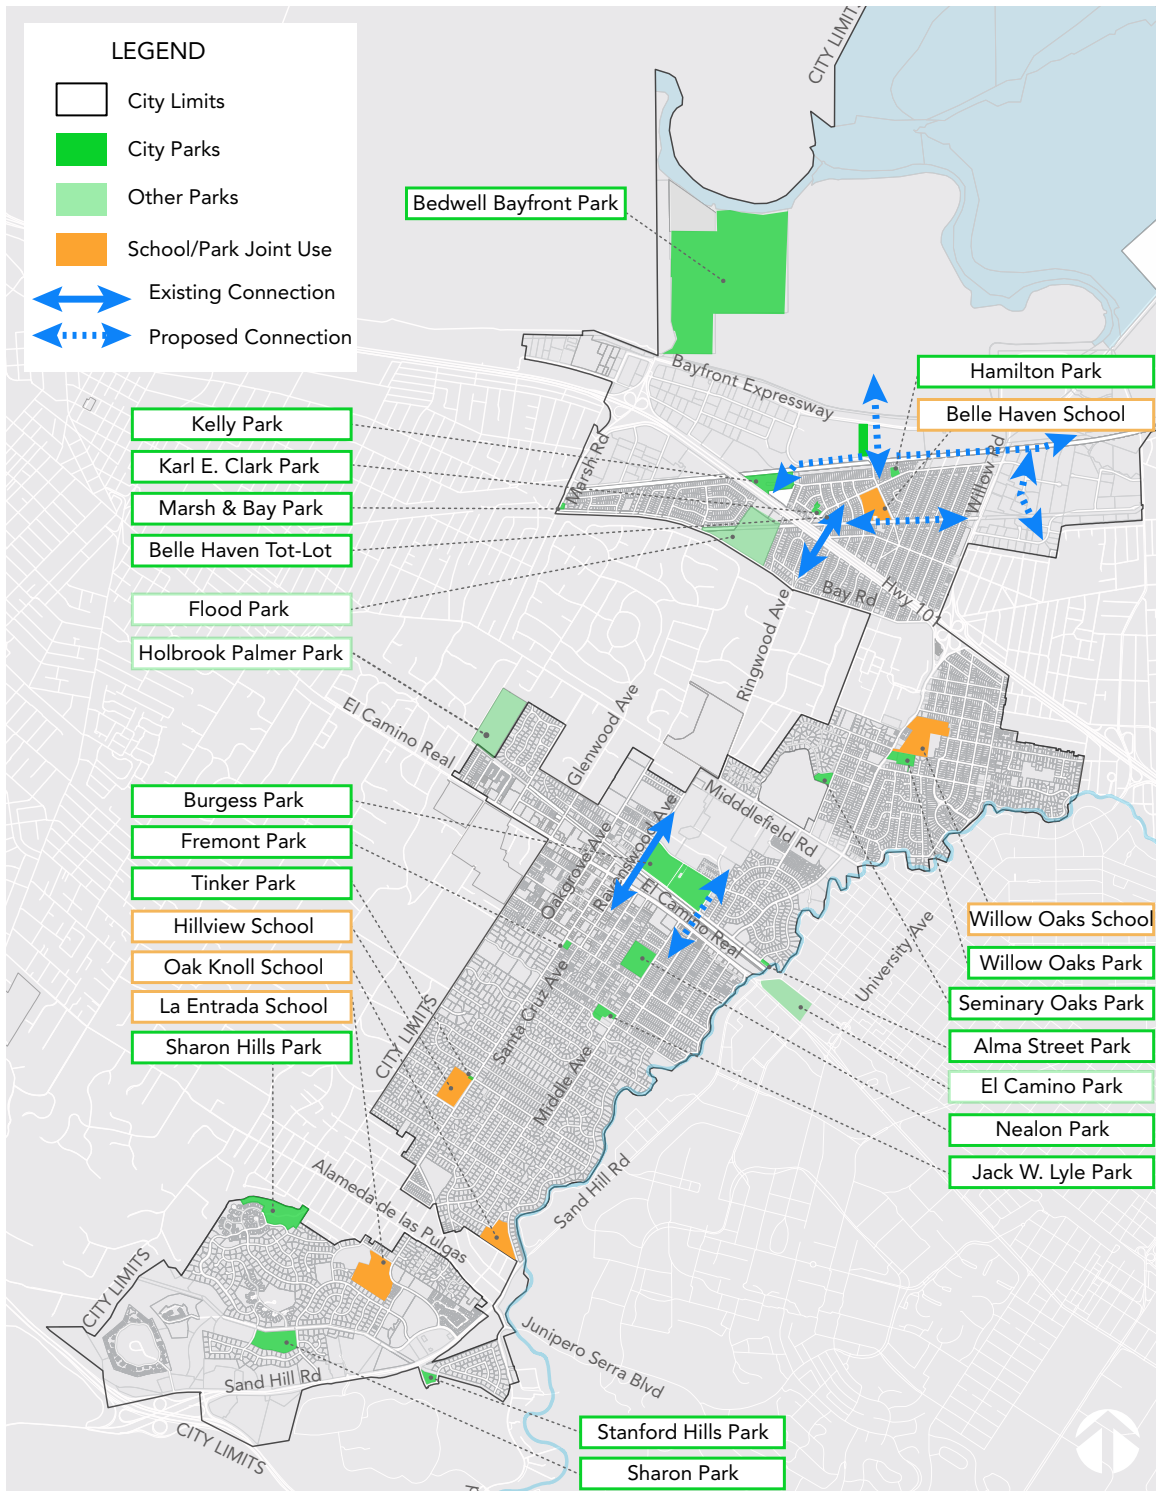 LEGEND
City Limits
City Parks
Other Parks
School/Park Joint Use
Existing Connection
Proposed Connection
CITY LIMITS
Bedwell Bayfront Park
Bayfront Expressway
Hamilton Park
Belle Haven School
Kelly Park
Karl E. Clark Park
Marsh & Bay Park
Belle Haven Tot-Lot
Flood Park
Holbrook Palmer Park
Marsh Rd
Willow Rd
Hwy 101
Bay Rd
Ringwood Ave
El Camino Real
Glenwood Ave
Middlefield Rd
Burgess Park
Fremont Park
Tinker Park
Hillview School
Oak Knoll School
La Entrada School
Sharon Hills Park
Oakgrove Ave
Ravenswood Ave
El Camino Real
University Ave
Willow Oaks School
Willow Oaks Park
Seminary Oaks Park
Alma Street Park
El Camino Park
Nealon Park
Jack W. Lyle Park
CITY LIMITS
Santa Cruz Ave
Middle Ave
Sand Hill Rd
Alameda de las Pulgas
CITY LIMITS
Junipero Serra Blvd
Sand Hill Rd
CITY LIMITS
Stanford Hills Park
Sharon Park